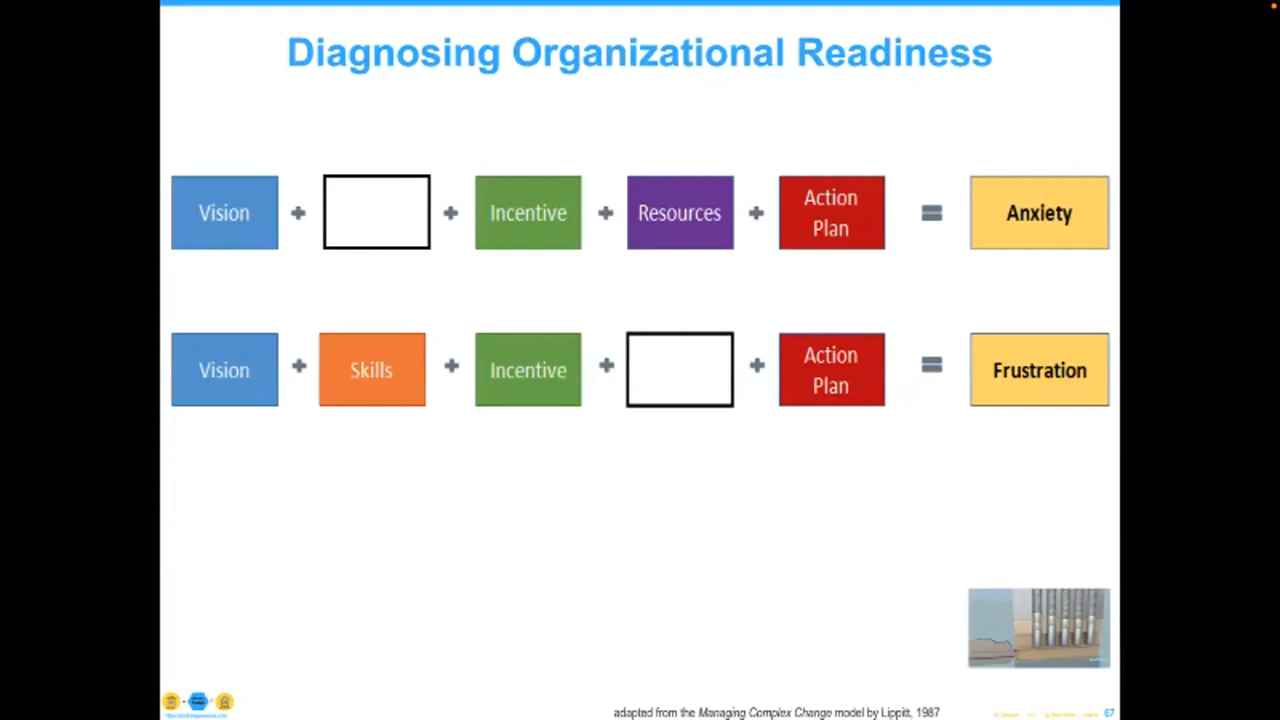 Diagnosing Organizational Readiness
Vision + + Incentive + Resources + Action Plan = Anxiety
Vision + Skills + Incentive + + Action Plan = Frustration
adapted from the Managing Complex Change model by Lippitt, 1987
67